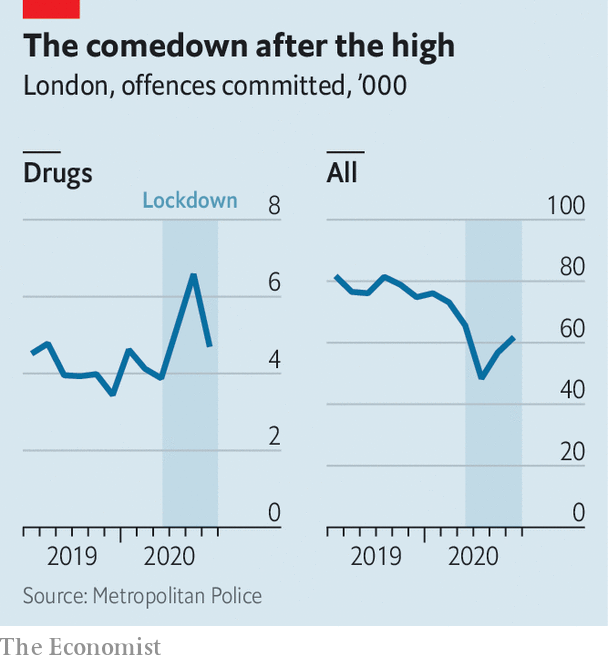 The comedown after the high
London, offences committed, ’000
Drugs
Lockdown
8
6
4
2
0
2019
2020
All
100
80
60
40
20
0
2019
2020
Source: Metropolitan Police
The Economist